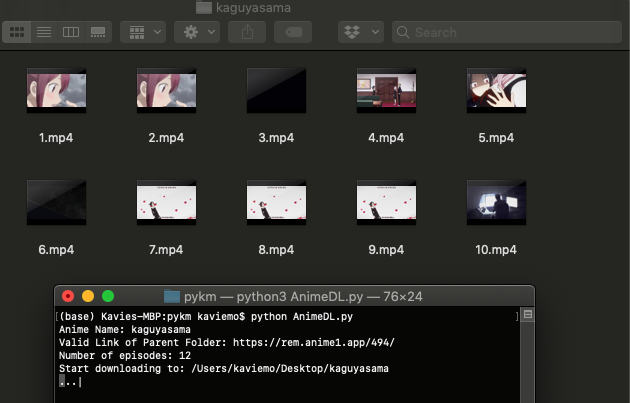 kaguyasama
Search
1.mp4 2.mp4 3.mp4 4.mp4 5.mp4
6.mp4 7.mp4 8.mp4 9.mp4 10.mp4
pykm — python3 AnimeDL.py — 76×24
[(base) Kavies-MBP:pykm kaviemo$ python AnimeDL.py ]
Anime Name: kaguyasama
Valid Link of Parent Folder: https://rem.anime1.app/494/
Number of episodes: 12
Start downloading to: /Users/kaviemo/Desktop/kaguyasama
...|